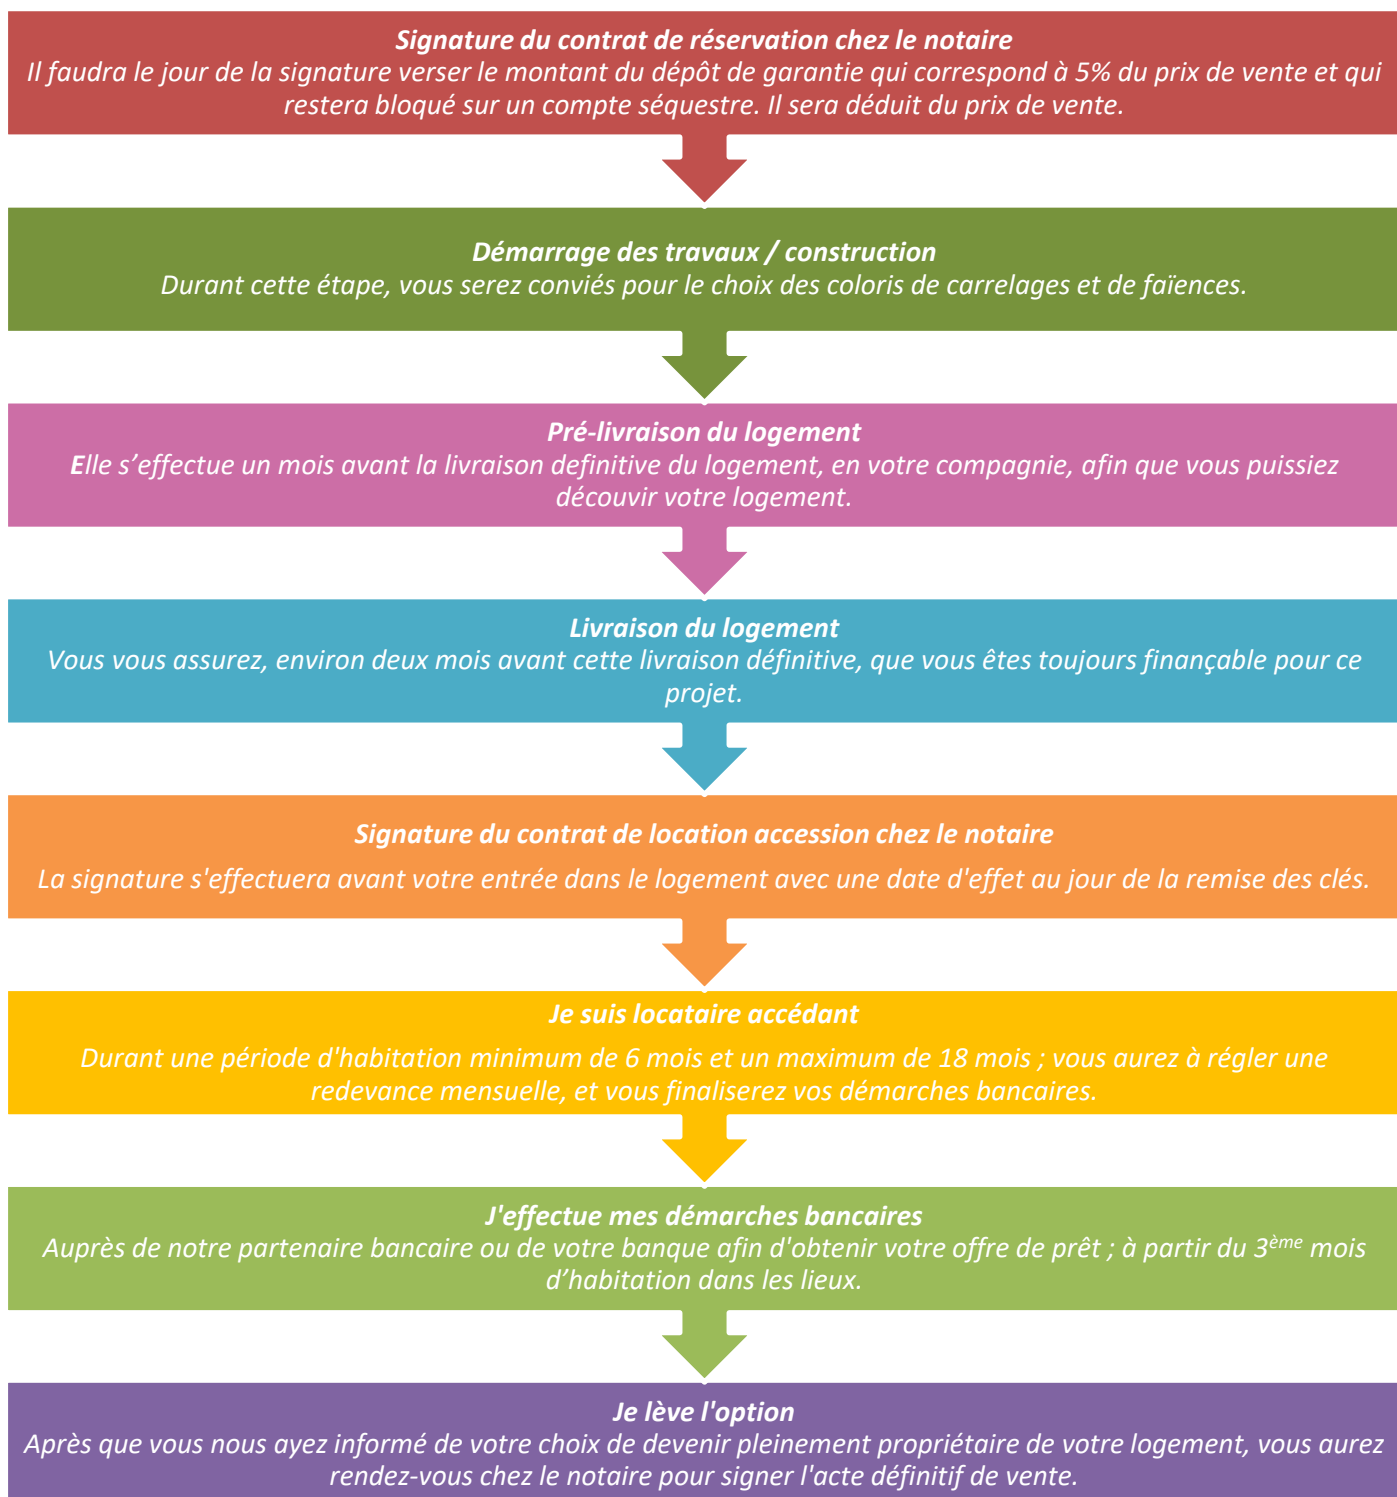 Signature du contrat de réservation chez le notaire
Il faudra le jour de la signature verser le montant du dépôt de garantie qui correspond à 5% du prix de vente et qui
restera bloqué sur un compte séquestre. Il sera déduit du prix de vente.
Démarrage des travaux / construction
Durant cette étape, vous serez conviés pour le choix des coloris de carrelages et de faïences.
Pré-livraison du logement
Elle s’effectue un mois avant la livraison definitive du logement, en votre compagnie, afin que vous puissiez
découvir votre logement.
Livraison du logement
Vous vous assurez, environ deux mois avant cette livraison définitive, que vous êtes toujours finançable pour ce
projet.
Signature du contrat de location accession chez le notaire
La signature s'effectuera avant votre entrée dans le logement avec une date d'effet au jour de la remise des clés.
Je suis locataire accédant
Durant une période d'habitation minimum de 6 mois et un maximum de 18 mois ; vous aurez à régler une
redevance mensuelle, et vous finaliserez vos démarches bancaires.
J'effectue mes démarches bancaires
Auprès de notre partenaire bancaire ou de votre banque afin d'obtenir votre offre de prêt ; à partir du 3ème mois
d’habitation dans les lieux.
Je lève l'option
Après que vous nous ayez informé de votre choix de devenir pleinement propriétaire de votre logement, vous aurez
rendez-vous chez le notaire pour signer l'acte définitif de vente.